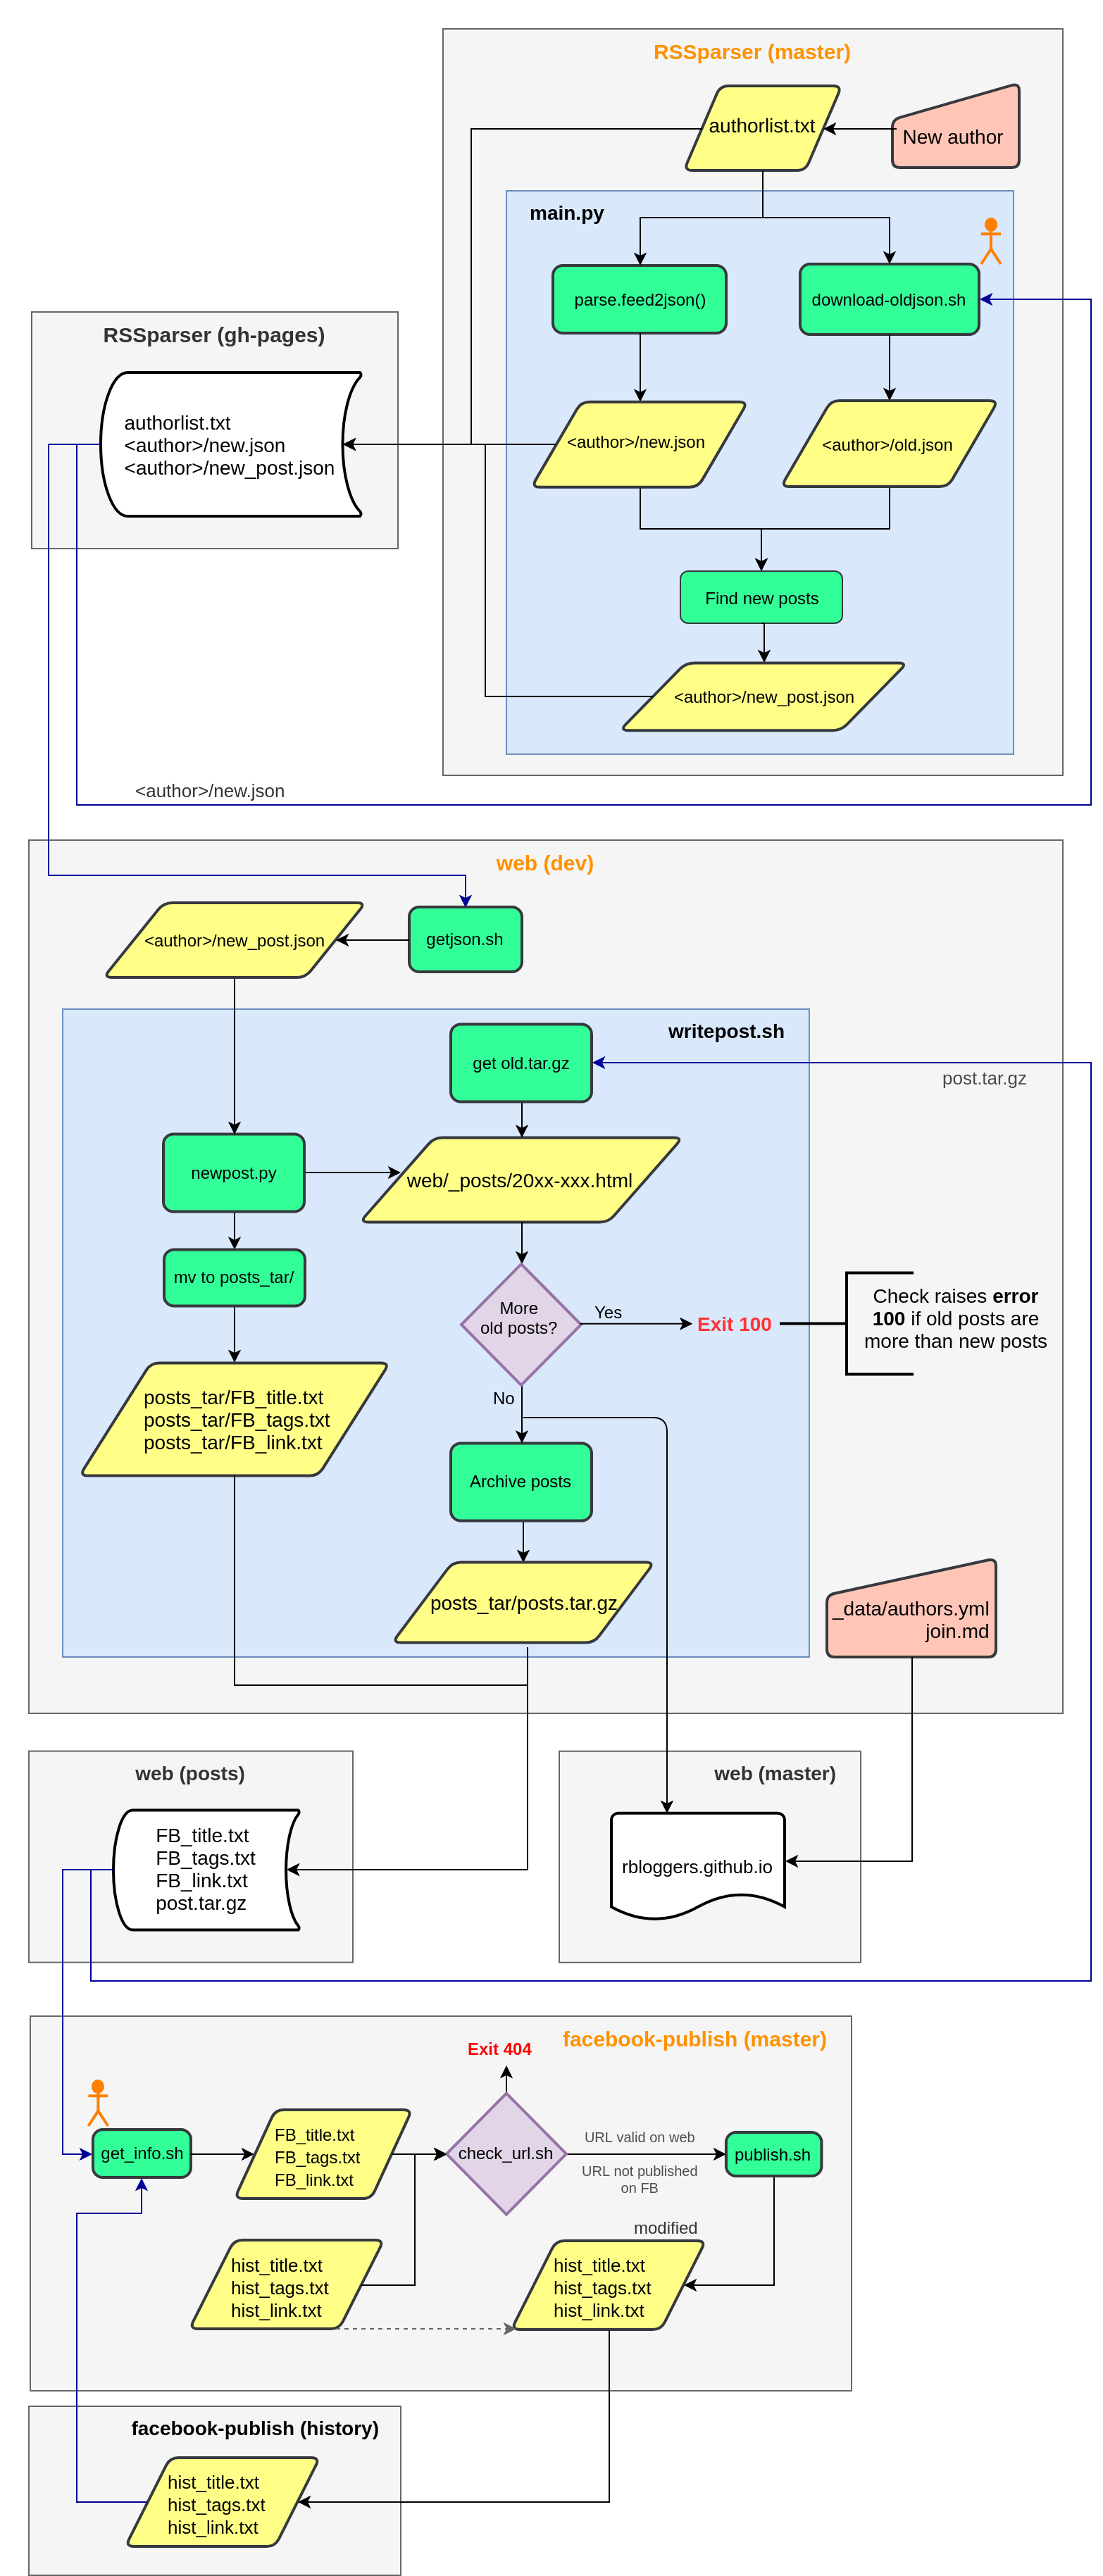 RSSparser (master)
authorlist.txt
New author
main.py
parse.feed2json()
download-oldjson.sh
RSSparser (gh-pages)
authorlist.txt
<author>/new.json
<author>/new_post.json
<author>/new.json
<author>/old.json
Find new posts
<author>/new_post.json
<author>/new.json
web (dev)
<author>/new_post.json
getjson.sh
writepost.sh
get old.tar.gz
post.tar.gz
newpost.py
web/_posts/20xx-xxx.html
mv to posts_tar/
More
old posts?
Yes
Exit 100
Check raises error
100 if old posts are
more than new posts
No
posts_tar/FB_title.txt
posts_tar/FB_tags.txt
posts_tar/FB_link.txt
Archive posts
posts_tar/posts.tar.gz
_data/authors.yml
join.md
web (posts)
FB_title.txt
FB_tags.txt
FB_link.txt
post.tar.gz
web (master)
rbloggers.github.io
facebook-publish (master)
Exit 404
get_info.sh
FB_title.txt
FB_tags.txt
FB_link.txt
check_url.sh
URL valid on web
URL not published
on FB
publish.sh
hist_title.txt
hist_tags.txt
hist_link.txt
modified
hist_title.txt
hist_tags.txt
hist_link.txt
facebook-publish (history)
hist_title.txt
hist_tags.txt
hist_link.txt